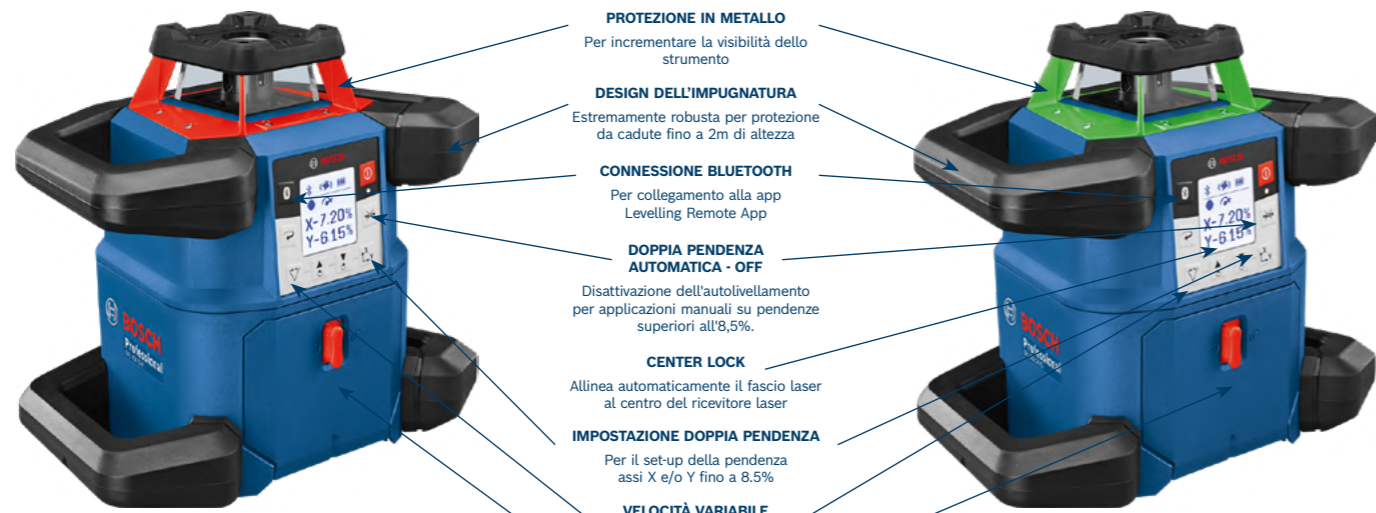 PROTEZIONE IN METALLO
Per incrementare la visibilità dello
strumento
DESIGN DELL'IMPUGNATURA
Estremamente robusta per protezione
da cadute fino a 2m di altezza
CONNESSIONE BLUETOOTH
Per collegamento alla app
Levelling Remote App
DOPPIA PENDENZA
AUTOMATICA - OFF
Disattivazione dell'autolivellamento
per applicazioni manuali su pendenze
superiori all'8,5%.
CENTER LOCK
Allinea automaticamente il fascio laser
al centro del ricevitore laser
IMPOSTAZIONE DOPPIA PENDENZA
Per il set-up della pendenza
assi X e/o Y fino a 8.5%
VELOCITÀ VARIABILE
BOSCH
X-7.20%
Y-6.15%
BOSCH
Professional
BOSCH
X-7.20%
Y-6.15%
BOSCH
Professional